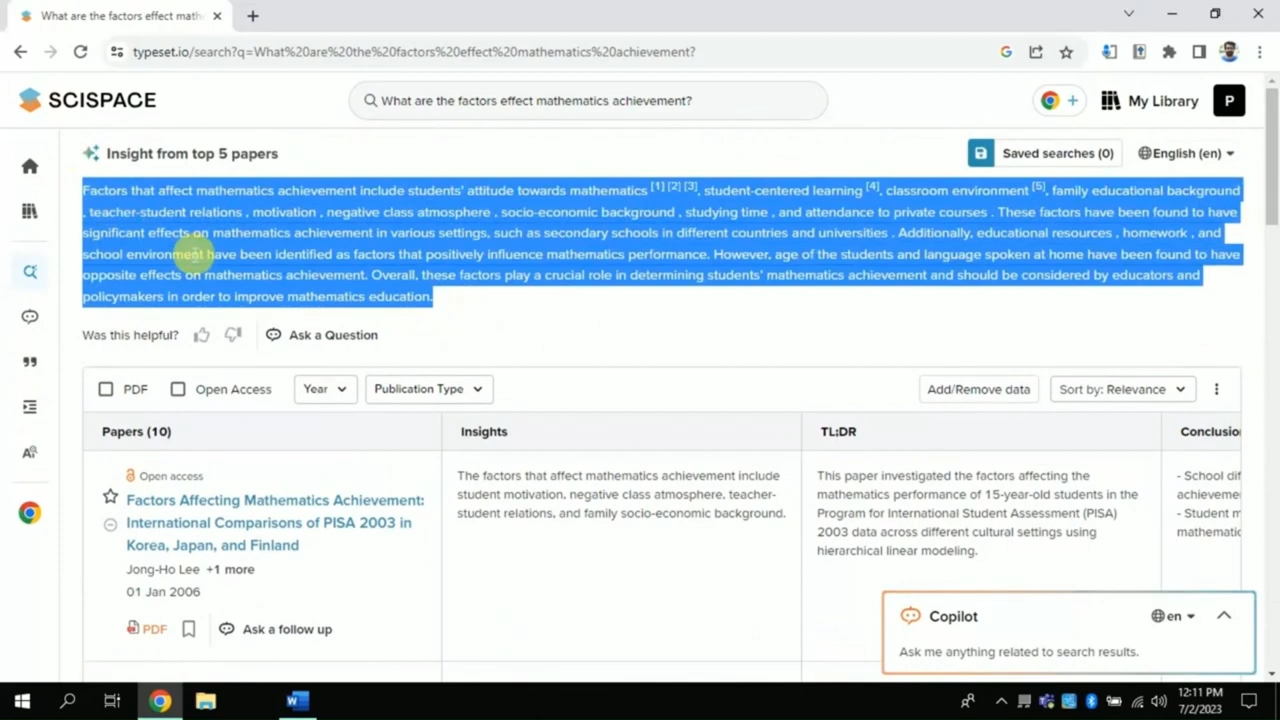 What are the factors effect math
typeset.io/search?q=What%20are%20the%20factors%20effect%20mathematics%20achievement?
SCISPACE
What are the factors effect mathematics achievement?
My Library
P
Insight from top 5 papers
Saved searches (0)
English (en)
Factors that affect mathematics achievement include students' attitude towards mathematics [1] [2] [3], student-centered learning [4], classroom environment [5], family educational background
, teacher-student relations , motivation , negative class atmosphere , socio-economic background , studying time , and attendance to private courses . These factors have been found to have
significant effects on mathematics achievement in various settings, such as secondary schools in different countries and universities . Additionally, educational resources , homework , and
school environment have been identified as factors that positively influence mathematics performance. However, age of the students and language spoken at home have been found to have
opposite effects on mathematics achievement. Overall, these factors play a crucial role in determining students' mathematics achievement and should be considered by educators and
policymakers in order to improve mathematics education.
Was this helpful?
Ask a Question
PDF
Open Access
Year
Publication Type
Add/Remove data
Sort by: Relevance
Papers (10)
Insights
TL;DR
Conclusio
Open access
Factors Affecting Mathematics Achievement:
International Comparisons of PISA 2003 in
Korea, Japan, and Finland
Jong-Ho Lee +1 more
01 Jan 2006
PDF
Ask a follow up
The factors that affect mathematics achievement include
student motivation, negative class atmosphere, teacher-
student relations, and family socio-economic background.
This paper investigated the factors affecting the
mathematics performance of 15-year-old students in the
Program for International Student Assessment (PISA)
2003 data across different cultural settings using
hierarchical linear modeling.
- School dif
achieveme
- Student m
mathematic
Copilot
en
Ask me anything related to search results.
12:11 PM
7/2/2023